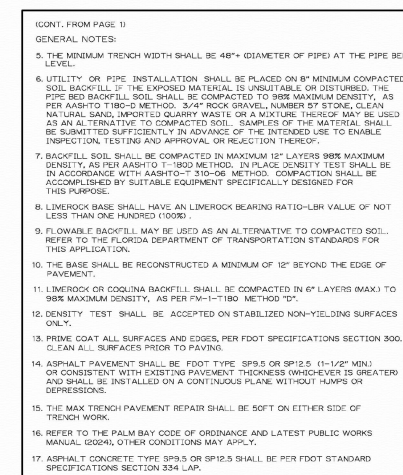 (CONT. FROM PAGE 1)
GENERAL NOTES:
5. THE MINIMUM TRENCH WIDTH SHALL BE 48"+ (DIAMETER OF PIPE) AT THE PIPE BE
LEVEL.
6. UTILITY OR PIPE INSTALLATION SHALL BE PLACED ON 8" MINIMUM COMPACTED
SOIL BACKFILL IF THE EXPOSED MATERIAL IS UNSUITABLE OR DISTURBED. THE
PIPE BED BACKFILL SOIL SHALL BE COMPACTED TO 98% MAXIMUM DENSITY, AS
PER AASHTO T180-D METHOD. 3/4" ROCK GRAVEL, NUMBER 57 STONE, CLEAN
NATURAL SAND, IMPORTED QUARRY WASTE OR A MIXTURE THEREOF MAY BE USED
AS AN ALTERNATIVE TO COMPACTED SOIL. SAMPLES OF THE MATERIAL SHALL
BE SUBMITTED SUFFICIENTLY IN ADVANCE OF THE INTENDED USE TO ENABLE
INSPECTION, TESTING AND APPROVAL OR REJECTION THEREOF.
7. BACKFILL SOIL SHALL BE COMPACTED IN MAXIMUM 12" LAYERS 98% MAXIMUM
DENSITY, AS PER AASHTO T-180D METHOD. IN PLACE DENSITY TEST SHALL BE
IN ACCORDANCE WITH AASHTO-T 310-06 METHOD. COMPACTION SHALL BE
ACCOMPLISHED BY SUITABLE EQUIPMENT SPECIFICALLY DESIGNED FOR
THIS PURPOSE.
8. LIMEROCK BASE SHALL HAVE AN LIMEROCK BEARING RATIO-LBR VALUE OF NOT
LESS THAN ONE HUNDRED (100%).
9. FLOWABLE BACKFILL MAY BE USED AS AN ALTERNATIVE TO COMPACTED SOIL.
REFER TO THE FLORIDA DEPARTMENT OF TRANSPORTATION STANDARDS FOR
THIS APPLICATION.
10. THE BASE SHALL BE RECONSTRUCTED A MINIMUM OF 12" BEYOND THE EDGE OF
PAVEMENT.
11. LIMEROCK OR COQUINA BACKFILL SHALL BE COMPACTED IN 6" LAYERS (MAX.) TO
98% MAXIMUM DENSITY, AS PER FM-1-T180 METHOD "D".
12. DENSITY TEST SHALL BE ACCEPTED ON STABILIZED NON-YIELDING SURFACES
ONLY.
13. PRIME COAT ALL SURFACES AND EDGES, PER FDOT SPECIFICATIONS SECTION 300.
CLEAN ALL SURFACES PRIOR TO PAVING.
14. ASPHALT PAVEMENT SHALL BE FDOT TYPE SP9.5 OR SP12.5 (1-1/2" MIN.)
OR CONSISTENT WITH EXISTING PAVEMENT THICKNESS (WHICHEVER IS GREATER)
AND SHALL BE INSTALLED ON A CONTINUOUS PLANE WITHOUT HUMPS OR
DEPRESSIONS.
15. THE MAX TRENCH PAVEMENT REPAIR SHALL BE 50FT ON EITHER SIDE OF
TRENCH WORK.
16. REFER TO THE PALM BAY CODE OF ORDINANCE AND LATEST PUBLIC WORKS
MANUAL (2024), OTHER CONDITIONS MAY APPLY.
17. ASPHALT CONCRETE TYPE SP9.5 OR SP12.5 SHALL BE PER FDOT STANDARD
SPECIFICATIONS SECTION 334 LAP.